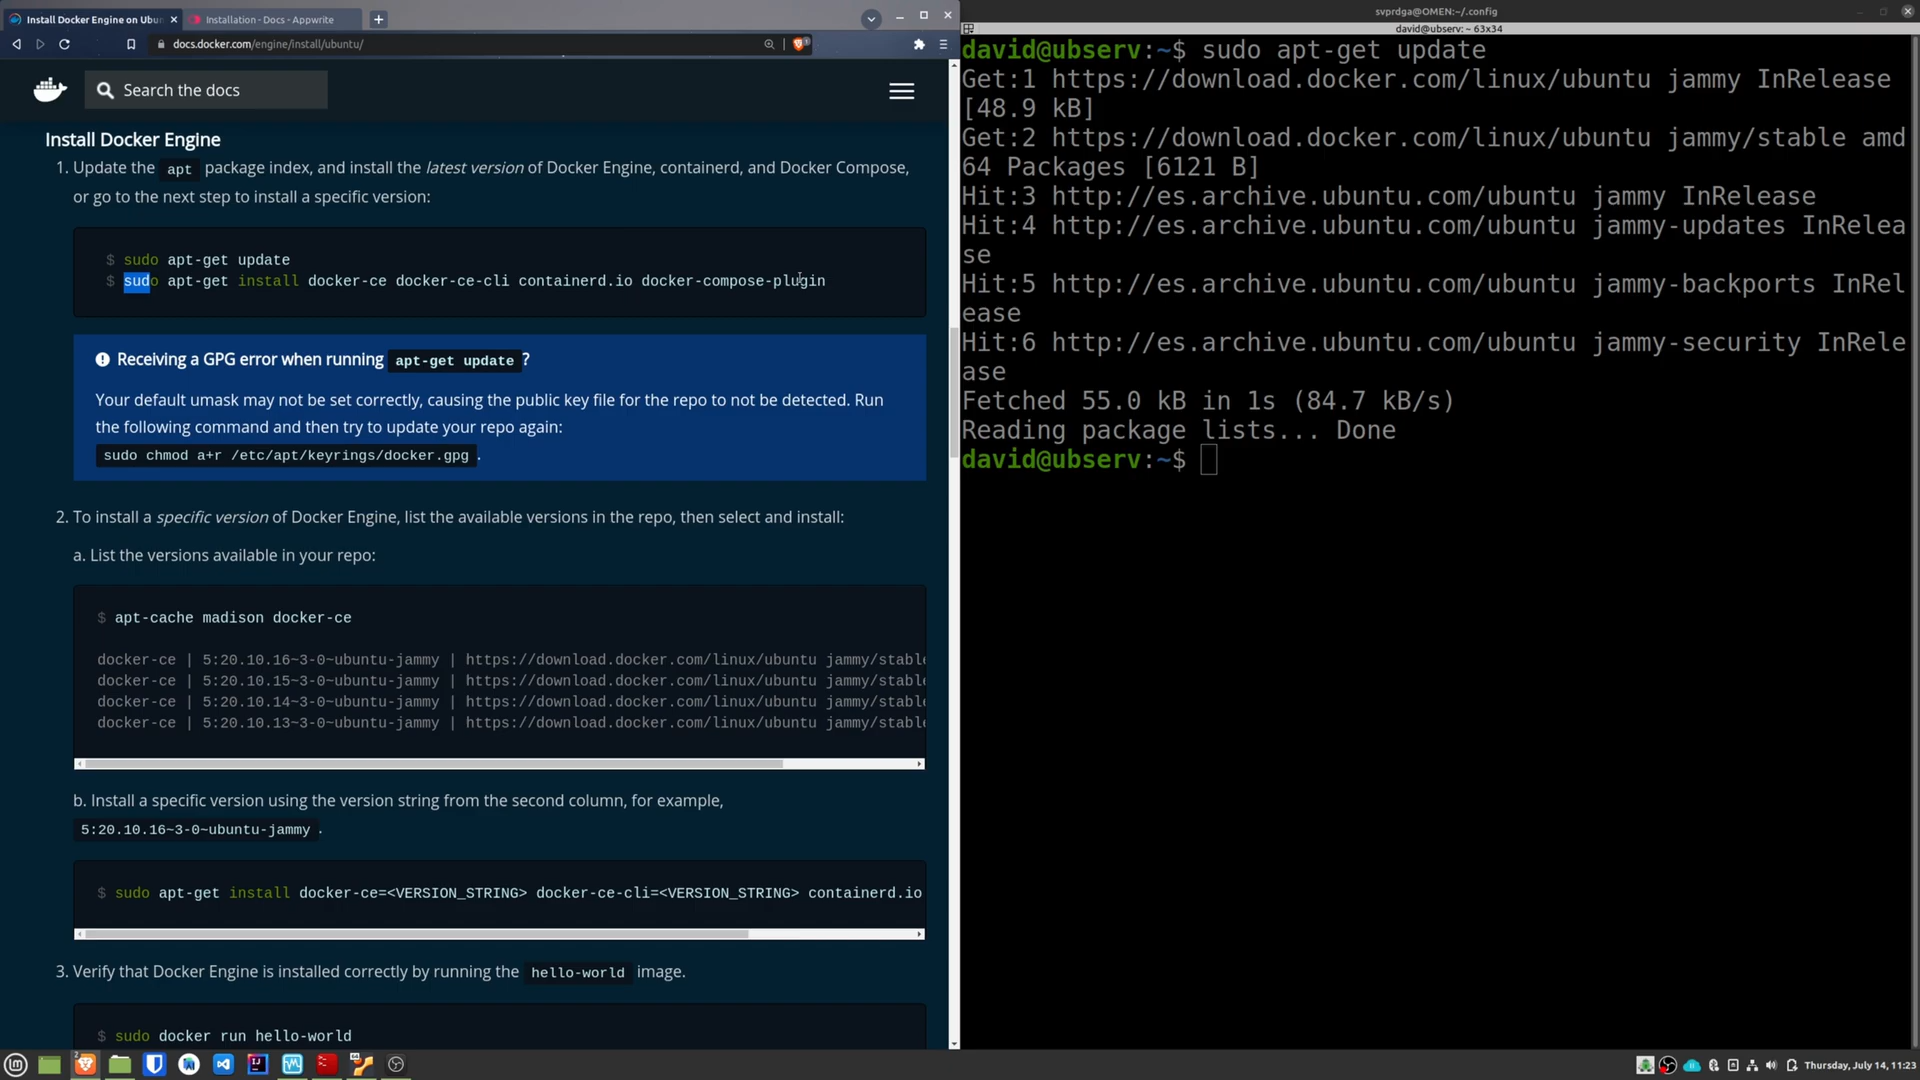 Install Docker Engine on Ubun
Installation - Docs - Appwrite
docs.docker.com/engine/install/ubuntu/
Search the docs
Install Docker Engine
1. Update the apt package index, and install the latest version of Docker Engine, containerd, and Docker Compose,
or go to the next step to install a specific version:
$ sudo apt-get update
$ sudo apt-get install docker-ce docker-ce-cli containerd.io docker-compose-plugin
Receiving a GPG error when running apt-get update ?
Your default umask may not be set correctly, causing the public key file for the repo to not be detected. Run
the following command and then try to update your repo again:
sudo chmod a+r /etc/apt/keyrings/docker.gpg .
2. To install a specific version of Docker Engine, list the available versions in the repo, then select and install:
a. List the versions available in your repo:
$ apt-cache madison docker-ce
docker-ce | 5:20.10.16~3-0~ubuntu-jammy | https://download.docker.com/linux/ubuntu jammy/stable
docker-ce | 5:20.10.15~3-0~ubuntu-jammy | https://download.docker.com/linux/ubuntu jammy/stable
docker-ce | 5:20.10.14~3-0~ubuntu-jammy | https://download.docker.com/linux/ubuntu jammy/stable
docker-ce | 5:20.10.13~3-0~ubuntu-jammy | https://download.docker.com/linux/ubuntu jammy/stable
b. Install a specific version using the version string from the second column, for example,
5:20.10.16~3-0~ubuntu-jammy .
$ sudo apt-get install docker-ce=<VERSION_STRING> docker-ce-cli=<VERSION_STRING> containerd.io
3. Verify that Docker Engine is installed correctly by running the hello-world image.
$ sudo docker run hello-world
svprdga@OMEN:~/.config
david@ubserv: ~ 63x34
david@ubserv:~$ sudo apt-get update
Get:1 https://download.docker.com/linux/ubuntu jammy InRelease
[48.9 kB]
Get:2 https://download.docker.com/linux/ubuntu jammy/stable amd
64 Packages [6121 B]
Hit:3 http://es.archive.ubuntu.com/ubuntu jammy InRelease
Hit:4 http://es.archive.ubuntu.com/ubuntu jammy-updates InRelea
se
Hit:5 http://es.archive.ubuntu.com/ubuntu jammy-backports InRel
ease
Hit:6 http://es.archive.ubuntu.com/ubuntu jammy-security InRele
ase
Fetched 55.0 kB in 1s (84.7 kB/s)
Reading package lists... Done
david@ubserv:~$
Thursday, July 14, 11:23